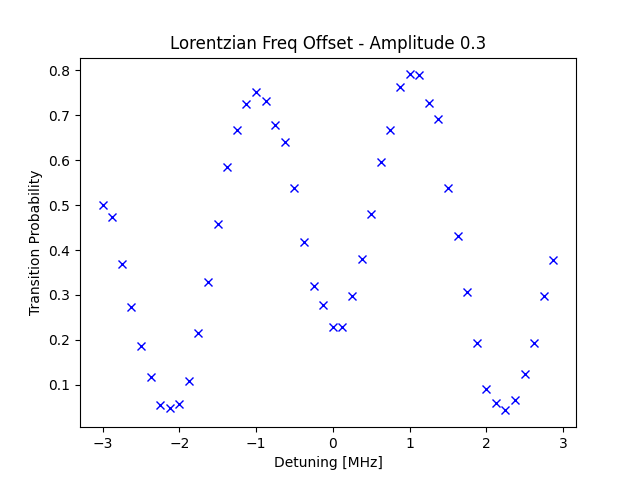 Lorentzian Freq Offset - Amplitude 0.3
Transition Probability
0.8
0.7
0.6
0.5
0.4
0.3
0.2
0.1
−3 −2 −1 0 1 2 3
Detuning [MHz]